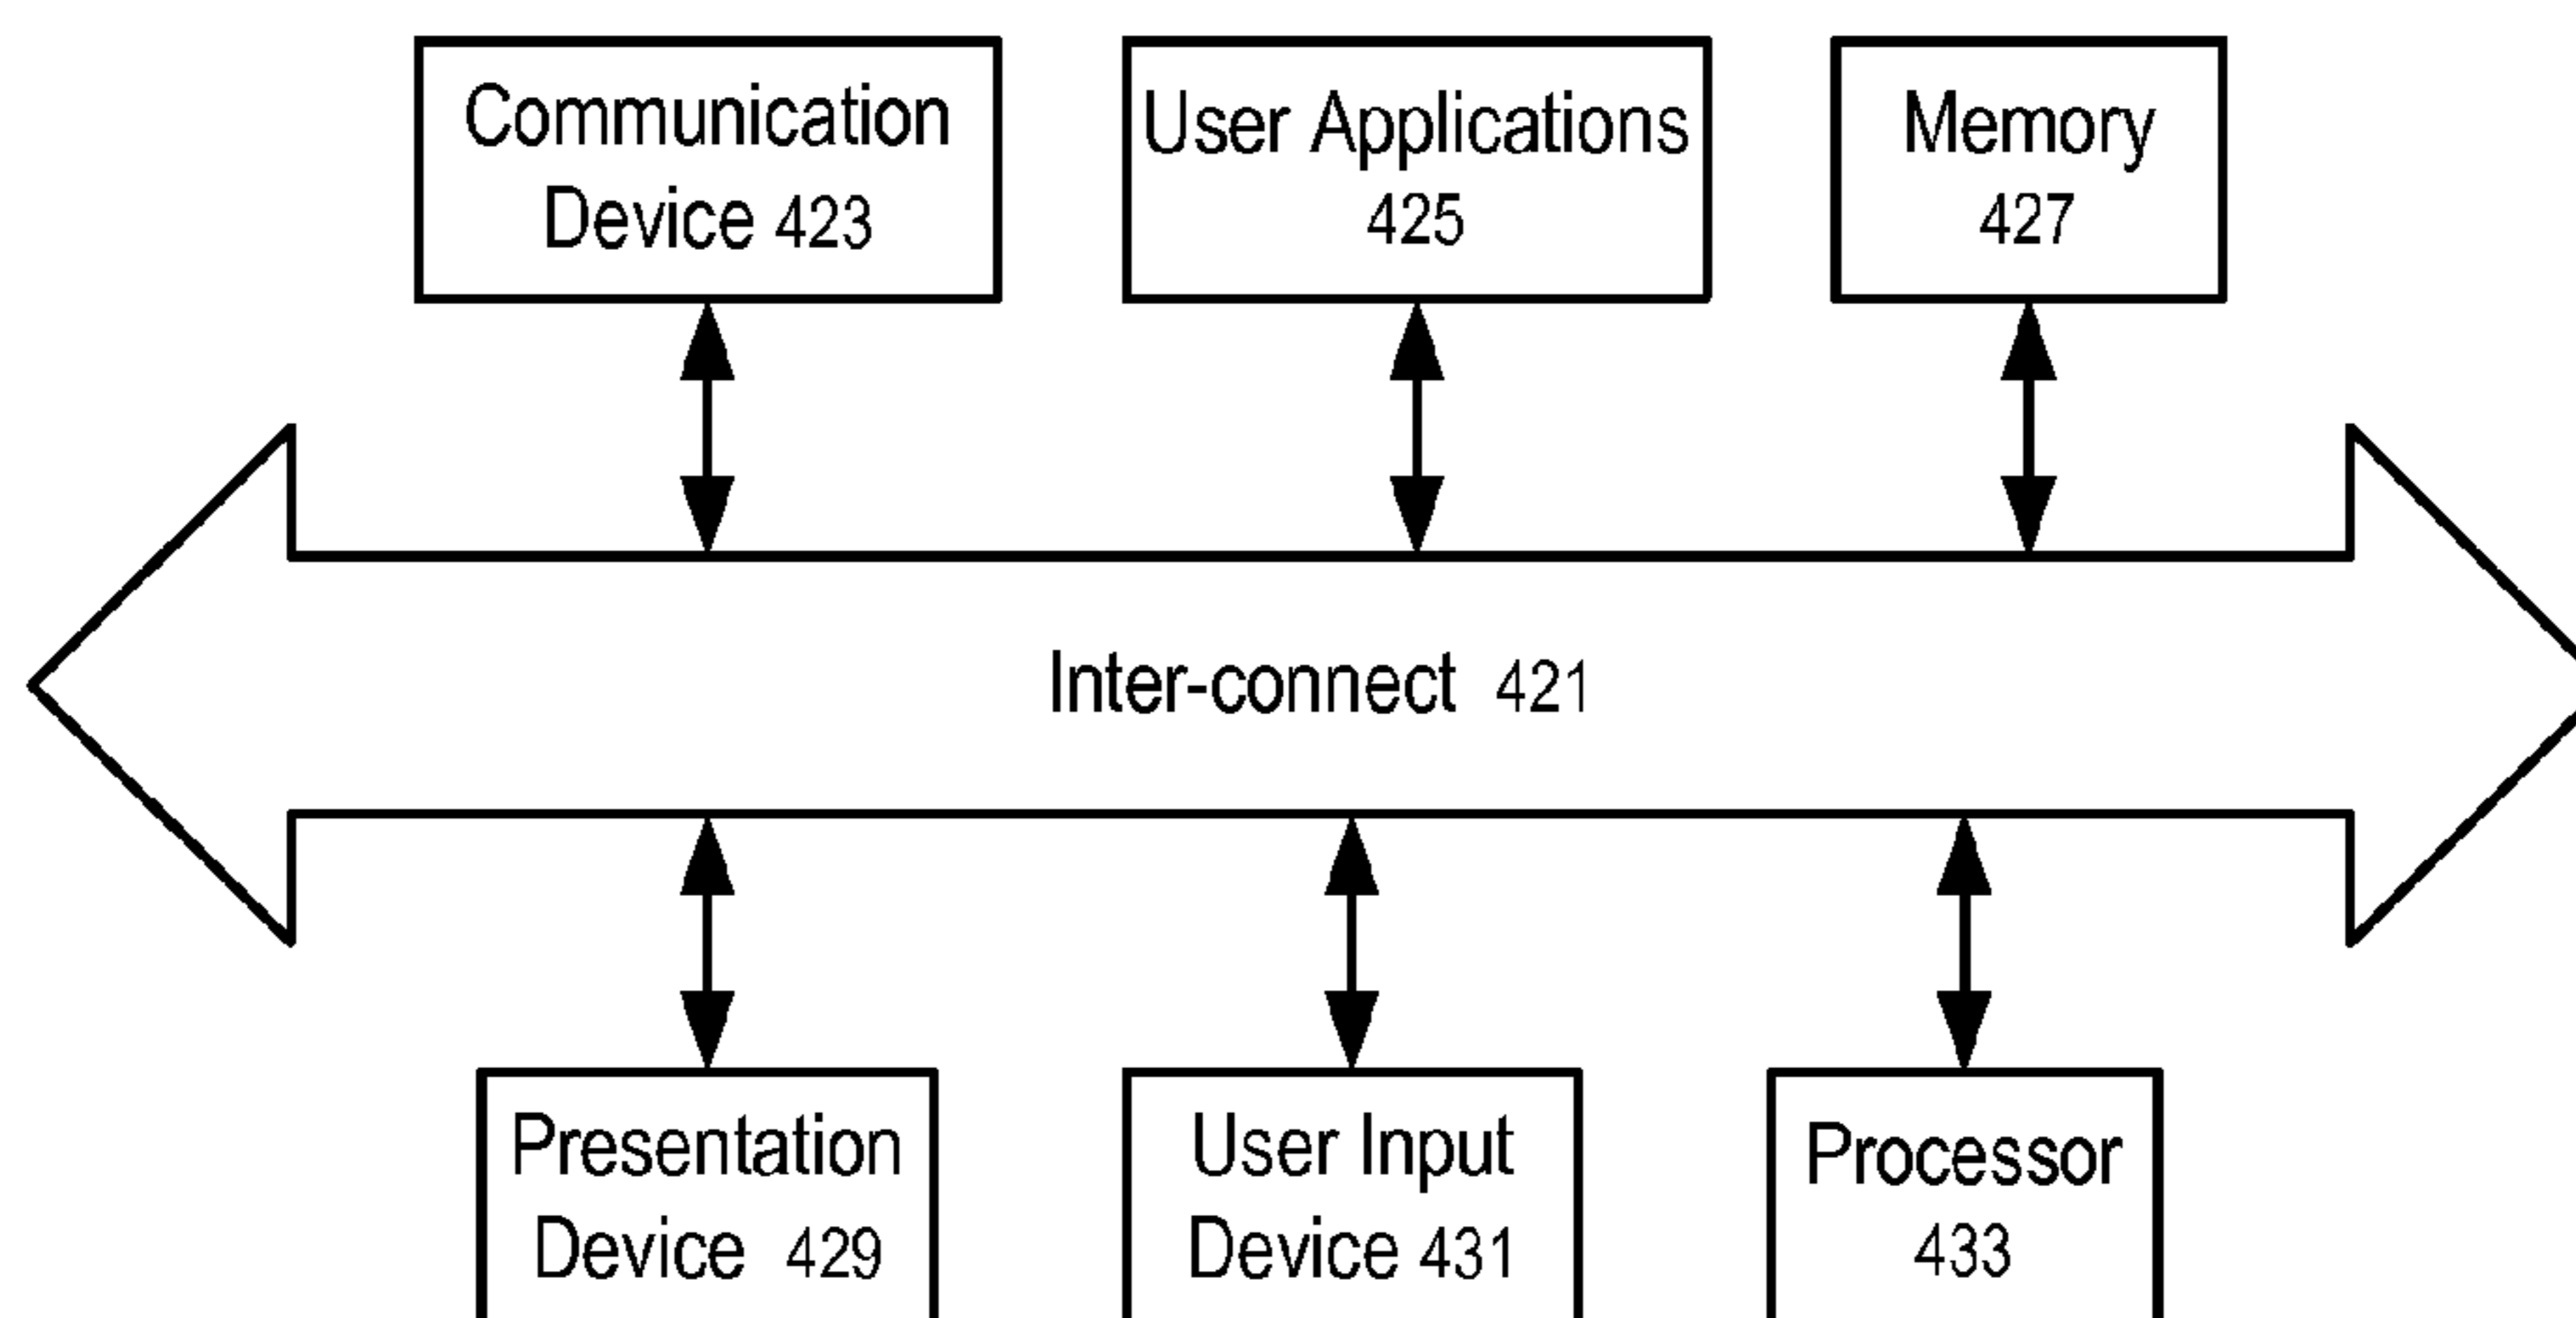 Communication
Device 423
User Applications
425
Memory
427
Inter-connect 421
Presentation
Device 429
User Input
Device 431
Processor
433